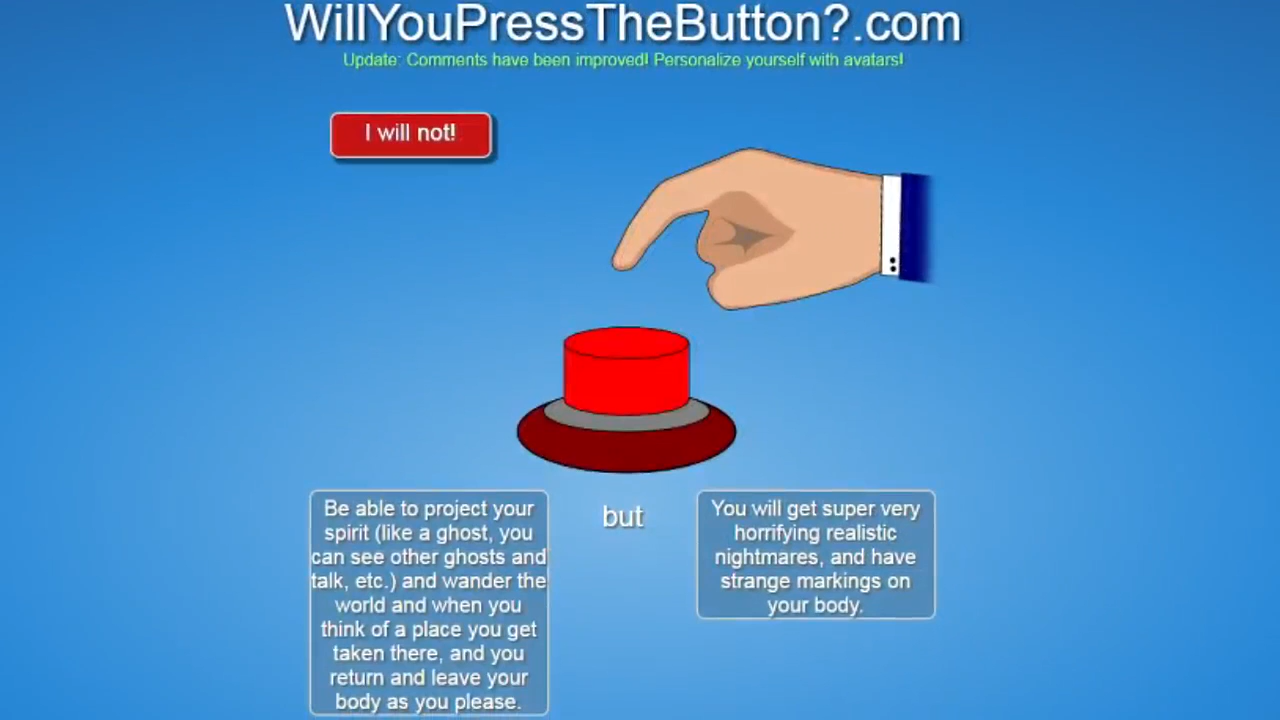 WillYouPressTheButton?.com
Update: Comments have been improved! Personalize yourself with avatars!
I will not!
Be able to project your
spirit (like a ghost, you
can see other ghosts and
talk, etc.) and wander the
world and when you
think of a place you get
taken there, and you
return and leave your
body as you please.
but
You will get super very
horrifying realistic
nightmares, and have
strange markings on
your body.